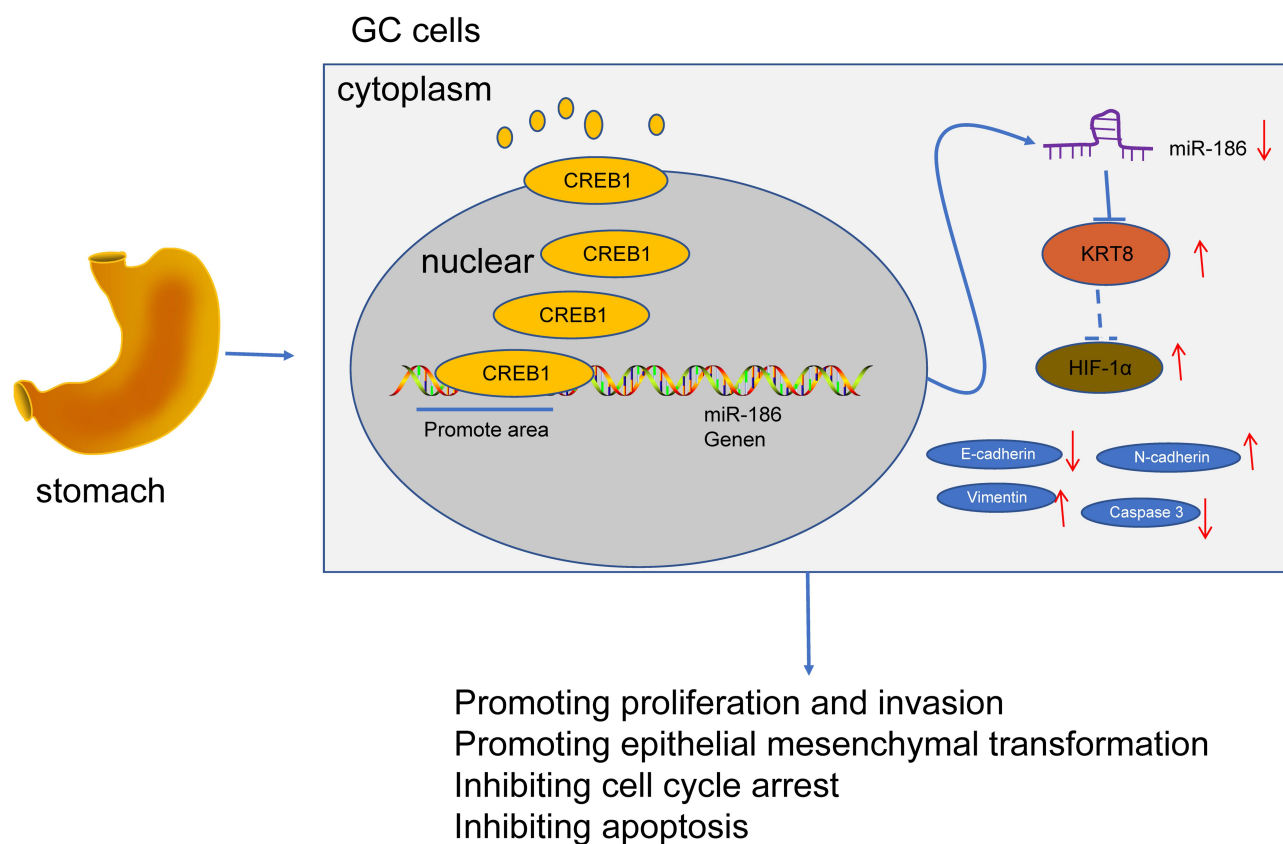 GC cells
cytoplasm
CREB1
nuclear
CREB1
CREB1
CREB1
Promote area
miR-186
Genen
miR-186
KRT8
HIF-1α
E-cadherin
N-cadherin
Vimentin
Caspase 3
stomach
Promoting proliferation and invasion
Promoting epithelial mesenchymal transformation
Inhibiting cell cycle arrest
Inhibiting apoptosis